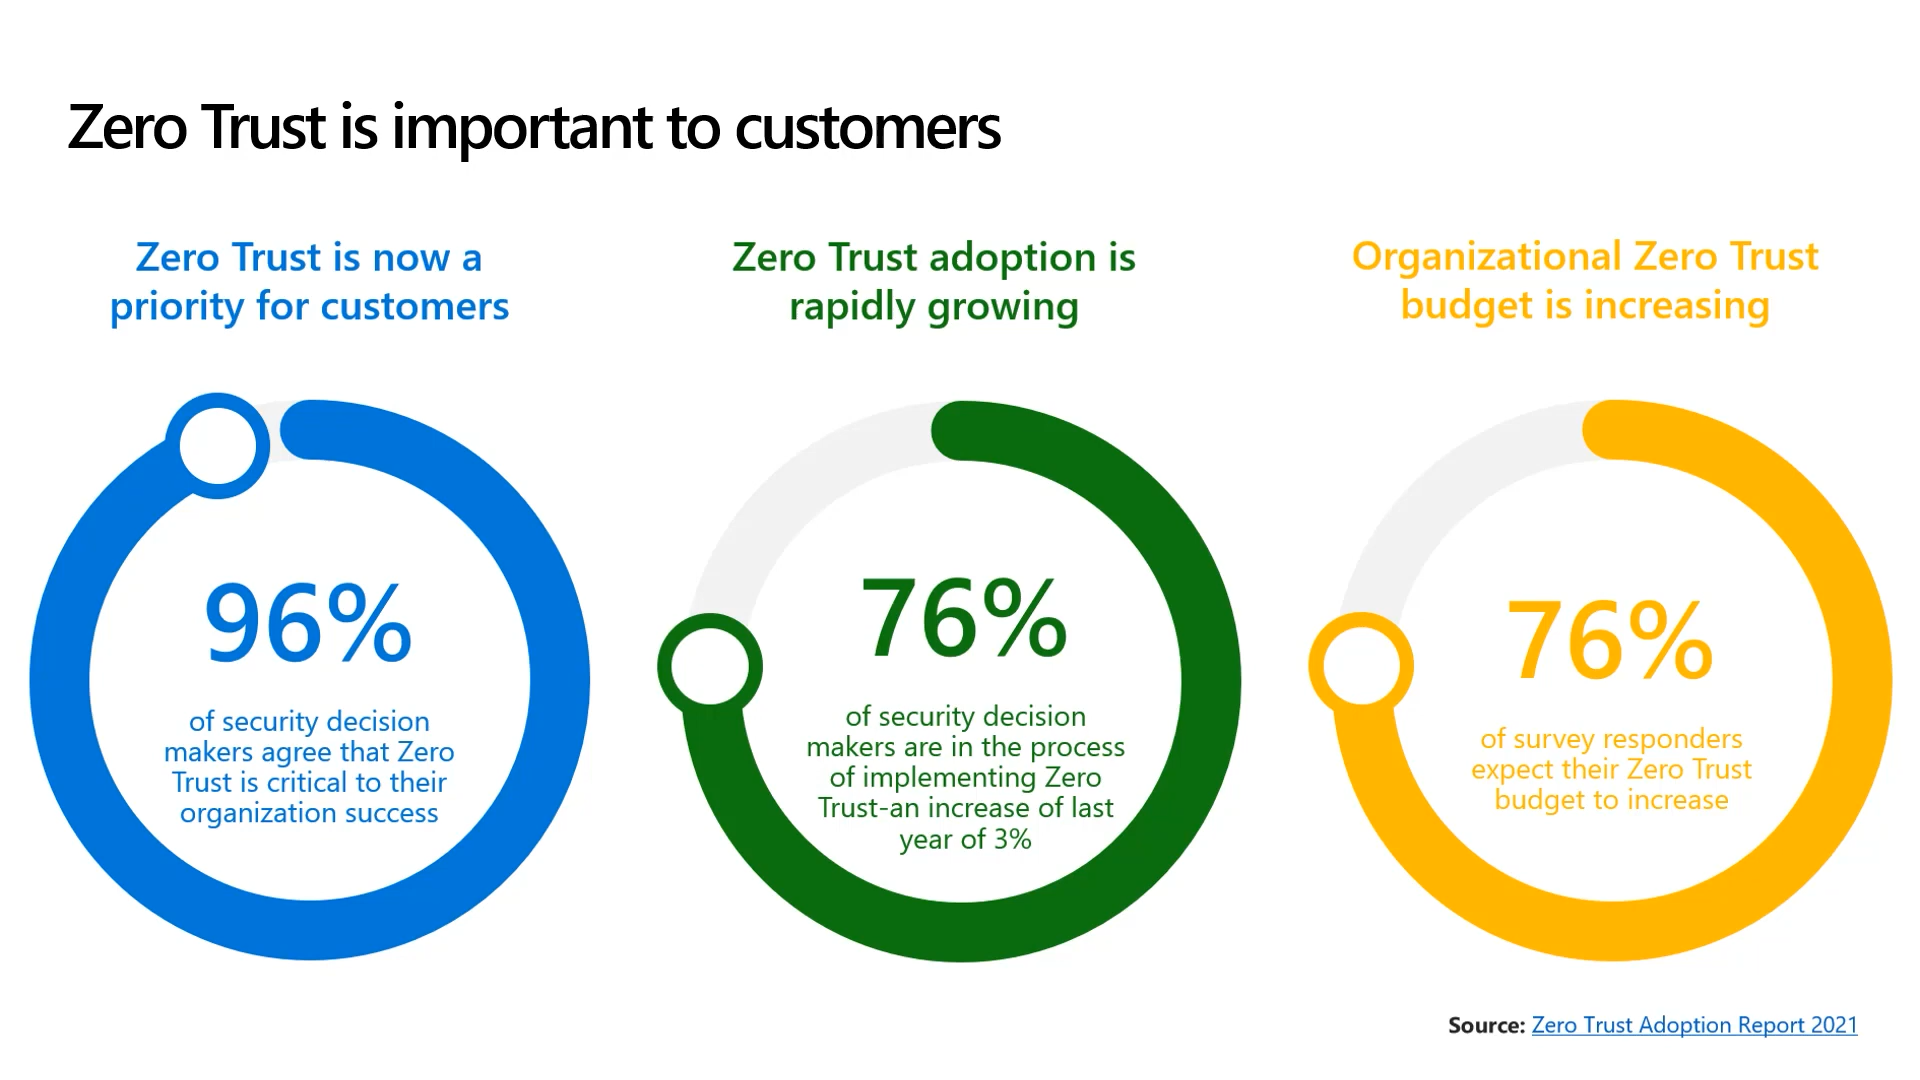 Zero Trust is important to customers
Zero Trust is now a
priority for customers
96%
of security decision
makers agree that Zero
Trust is critical to their
organization success
Zero Trust adoption is
rapidly growing
76%
of security decision
makers are in the process
of implementing Zero
Trust-an increase of last
year of 3%
Organizational Zero Trust
budget is increasing
76%
of survey responders
expect their Zero Trust
budget to increase
Source: Zero Trust Adoption Report 2021